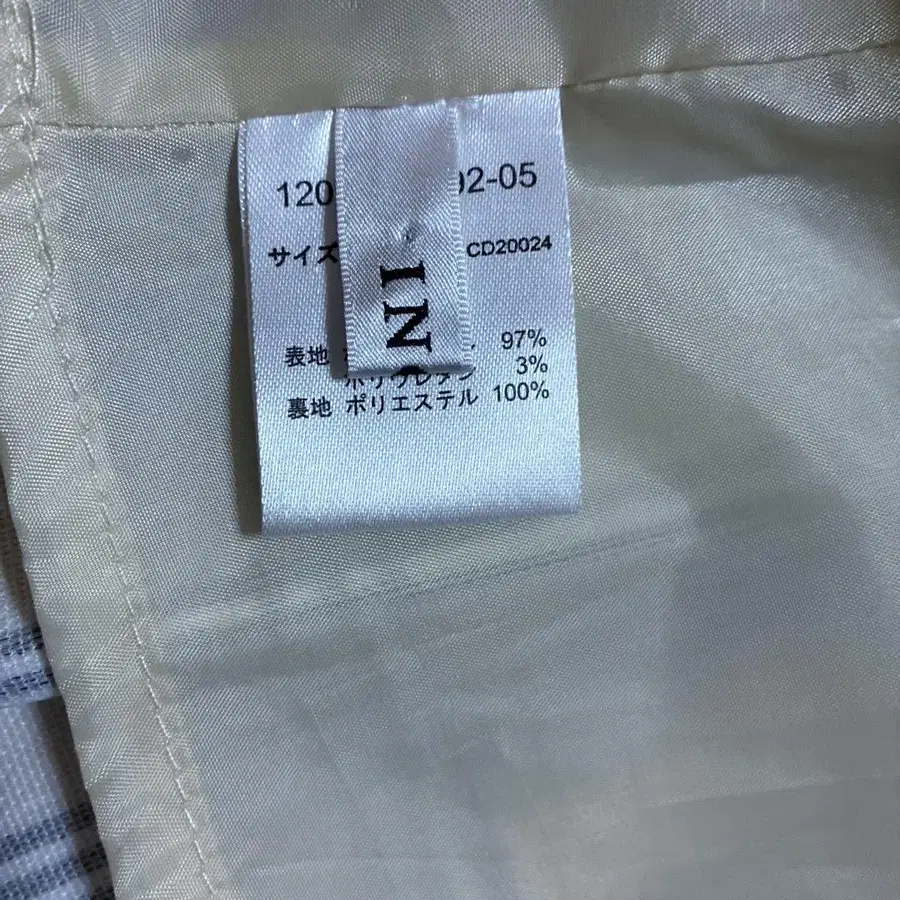 120 02-05
サイズ CD20024
表地 97%
ポリウレタン 3%
裏地 ポリエステル 100%
INI